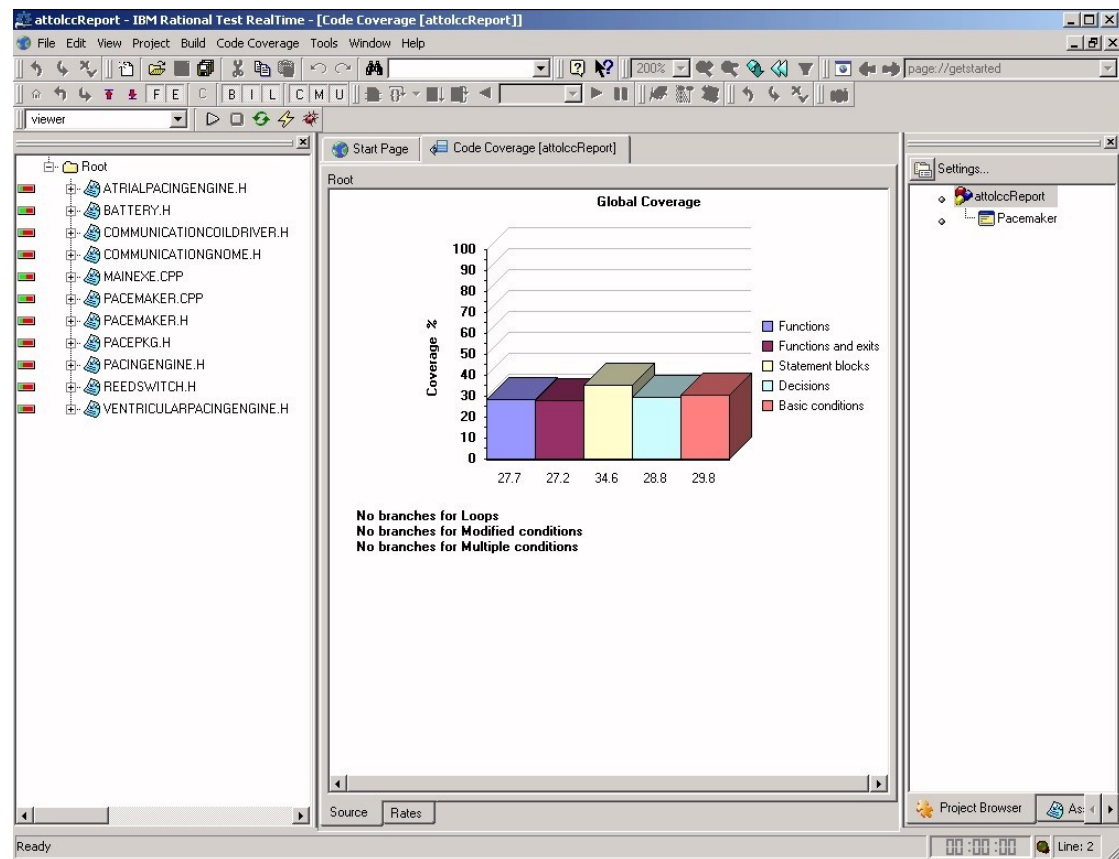 attolccReport - IBM Rational Test RealTime - [Code Coverage [attolccReport]]
File Edit View Project Build Code Coverage Tools Window Help
200%
page://getstarted
F E C B I L C M U
viewer
Root
ATRIALPACINGENGINE.H
BATTERY.H
COMMUNICATIONCOILDRIVER.H
COMMUNICATIONGNOME.H
MAINEXE.CPP
PACEMAKER.CPP
PACEMAKER.H
PACEPKG.H
PACINGENGINE.H
REEDSWITCH.H
VENTRICULARPACINGENGINE.H
Start Page
Code Coverage [attolccReport]
Root
Global Coverage
Coverage %
100
90
80
70
60
50
40
30
20
10
0
27.7 27.2 34.6 28.8 29.8
Functions
Functions and exits
Statement blocks
Decisions
Basic conditions
No branches for Loops
No branches for Modified conditions
No branches for Multiple conditions
Source Rates
Settings...
attolccReport
Pacemaker
Project Browser
As
Ready
00:00:00
Line: 2